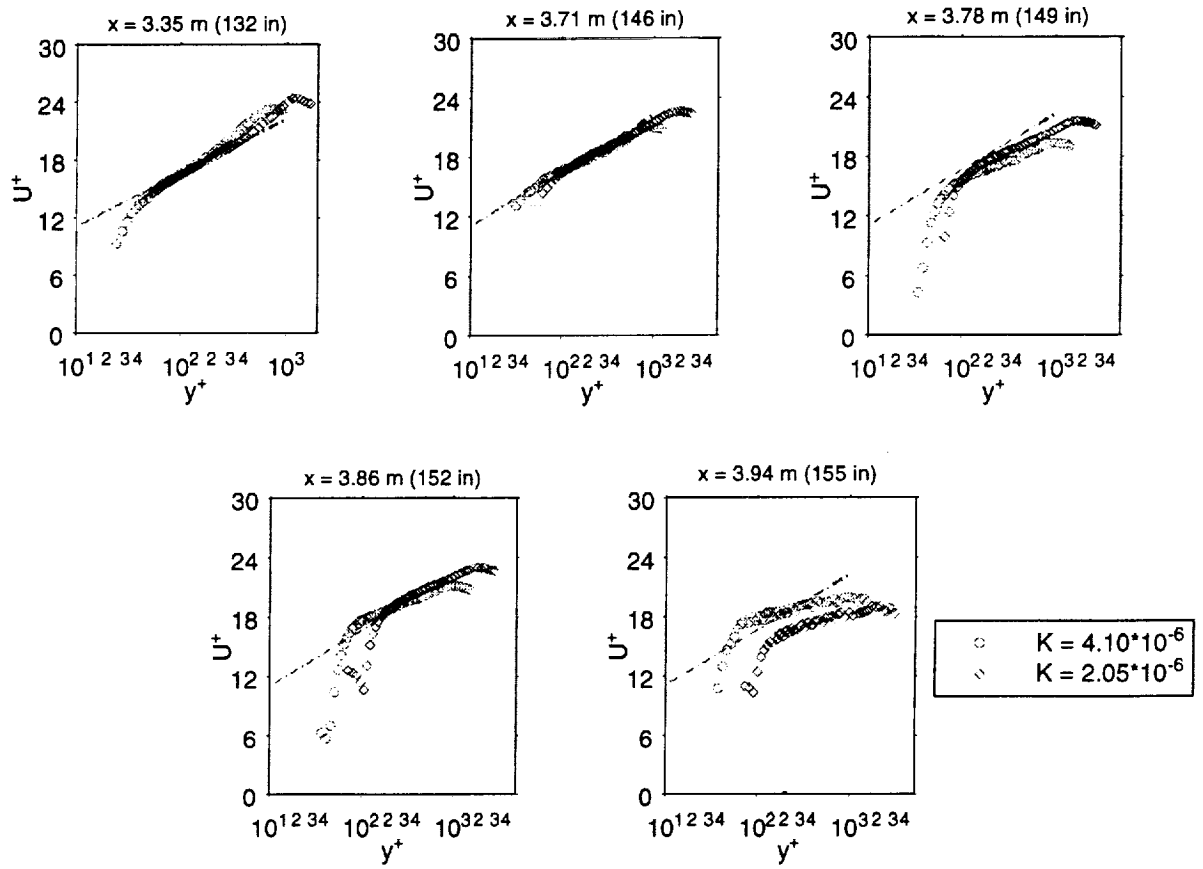 x = 3.35 m (132 in)
30
24
18
12
6
0
U+
10^1 2 34 10^2 2 34 10^3
y+
x = 3.71 m (146 in)
30
24
18
12
6
0
U+
10^1 2 34 10^2 2 34 10^3 2 34
y+
x = 3.78 m (149 in)
30
24
18
12
6
0
U+
10^1 2 34 10^2 2 34 10^3 2 34
y+
x = 3.86 m (152 in)
30
24
18
12
6
0
U+
10^1 2 34 10^2 2 34 10^3 2 34
y+
x = 3.94 m (155 in)
30
24
18
12
6
0
U+
10^1 2 34 10^2 2 34 10^3 2 34
y+
K = 4.10*10^-6
K = 2.05*10^-6